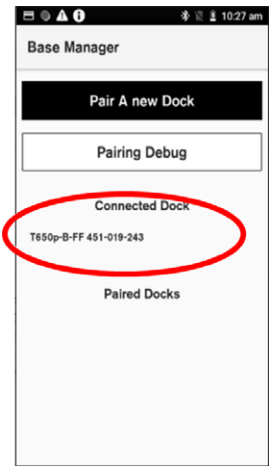 10:27 am
Base Manager
Pair A new Dock
Pairing Debug
Connected Dock
T650p-B-FF 451-019-243
Paired Docks